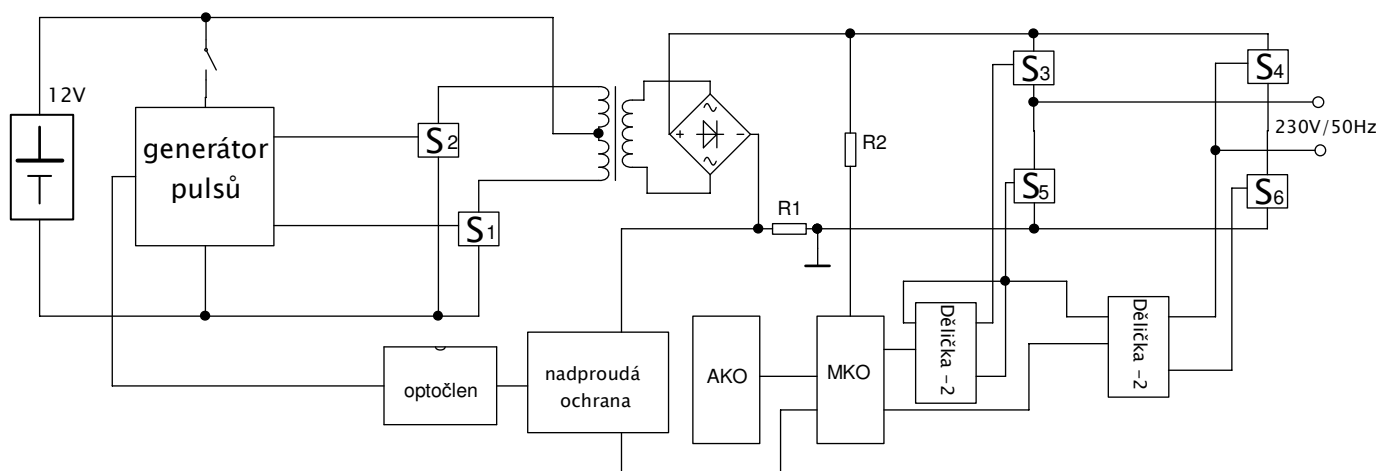 12V
generátor
pulsů
S2
S1
R2
R1
S3
S4
230V/50Hz
S5
S6
optočlen
nadproudá
ochrana
AKO
MKO
Dělička -2
Dělička -2
+
-